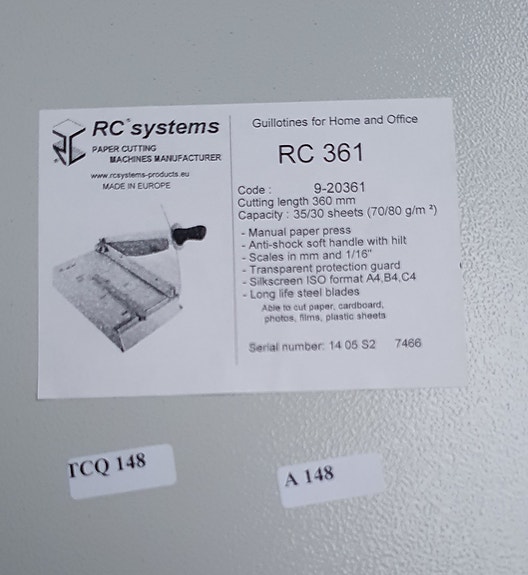 RC® systems
PAPER CUTTING
MACHINES MANUFACTURER
www.rcsystems-products.eu
MADE IN EUROPE
Guillotines for Home and Office
RC 361
Code : 9-20361
Cutting length 360 mm
Capacity : 35/30 sheets (70/80 g/m ²)
- Manual paper press
- Anti-shock soft handle with hilt
- Scales in mm and 1/16"
- Transparent protection guard
- Silkscreen ISO format A4,B4,C4
- Long life steel blades
Able to cut paper, cardboard,
photos, films, plastic sheets
Serial number: 14 05 S2 7466
TCQ 148
A 148